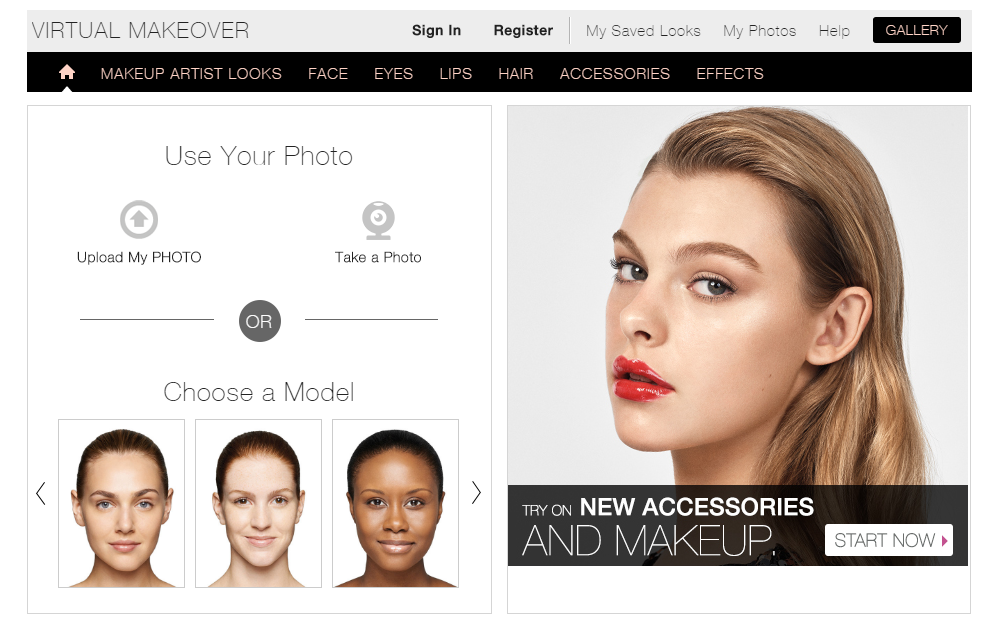 VIRTUAL MAKEOVER
Sign In Register My Saved Looks My Photos Help GALLERY
MAKEUP ARTIST LOOKS FACE EYES LIPS HAIR ACCESSORIES EFFECTS
Use Your Photo
Upload My PHOTO Take a Photo
OR
Choose a Model
TRY ON NEW ACCESSORIES
AND MAKEUP.
START NOW